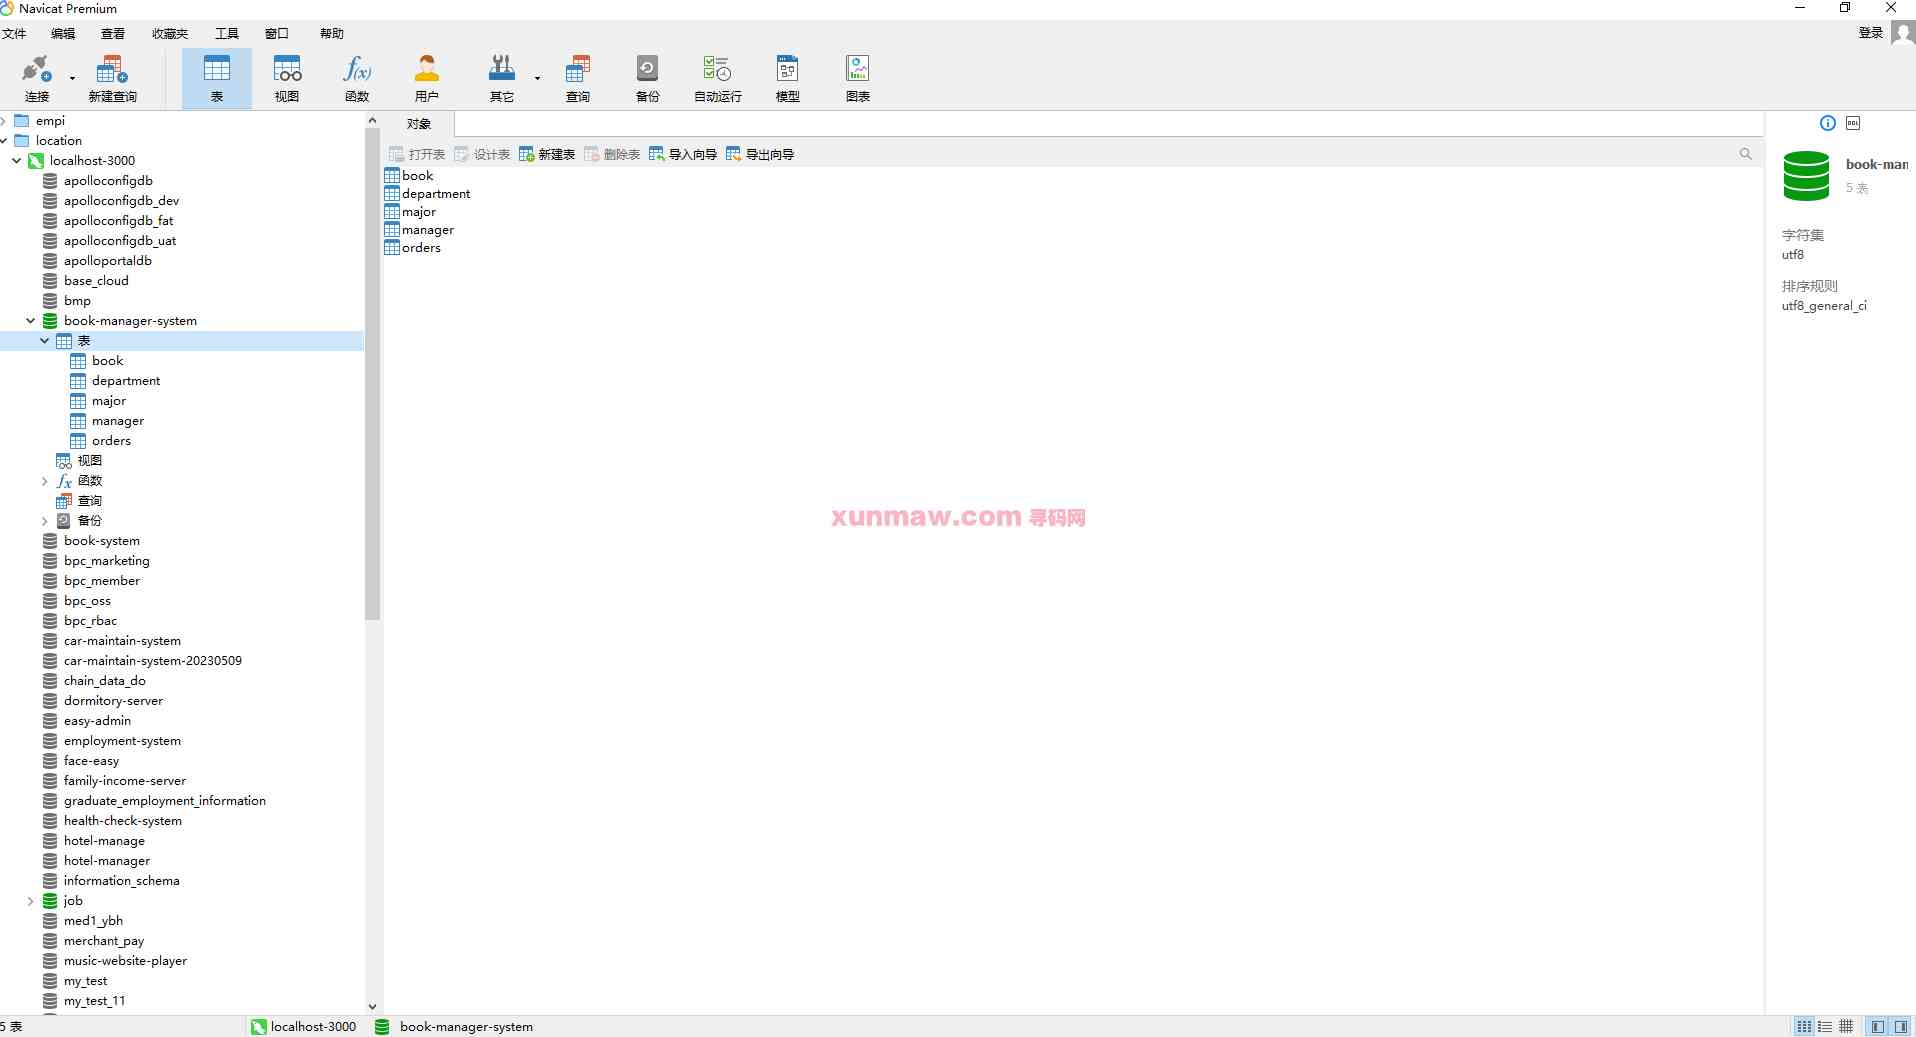 Navicat Premium
文件 编辑 查看 收藏夹 工具 窗口 帮助 登录
连接 新建查询 表 视图 函数 用户 其它 查询 备份 自动运行 模型 图表
empi
location
localhost-3000
apolloconfigdb
apolloconfigdb_dev
apolloconfigdb_fat
apolloconfigdb_uat
apolloportaldb
base_cloud
bmp
book-manager-system
表
book
department
major
manager
orders
视图
fx 函数
查询
备份
book-system
bpc_marketing
bpc_member
bpc_oss
bpc_rbac
car-maintain-system
car-maintain-system-20230509
chain_data_do
dormitory-server
easy-admin
employment-system
face-easy
family-income-server
graduate_employment_information
health-check-system
hotel-manage
hotel-manager
information_schema
job
med1_ybh
merchant_pay
music-website-player
my_test
my_test_11
对象
打开表 设计表 新建表 删除表 导入向导 导出向导
book
department
major
manager
orders
xunmaw.com 寻码网
book-man
5 表
字符集
utf8
排序规则
utf8_general_ci
5 表 localhost-3000 book-manager-system